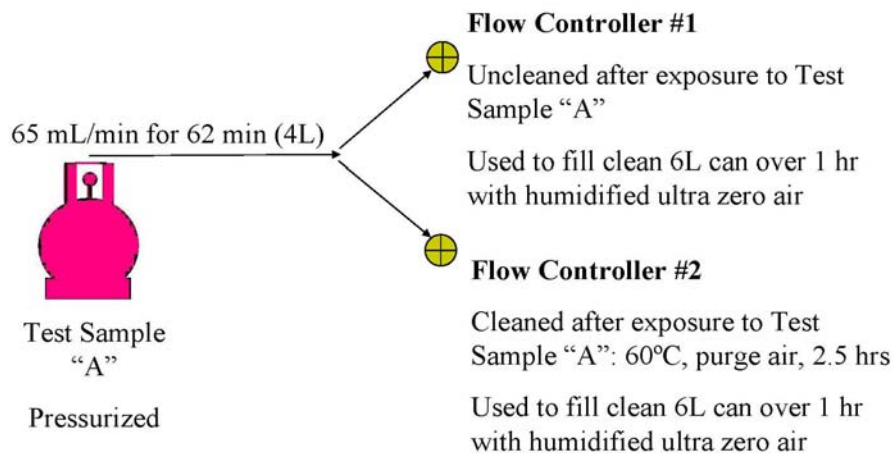 65 mL/min for 62 min (4L)
Test Sample
“A”
Pressurized
Flow Controller #1
Uncleaned after exposure to Test
Sample “A”
Used to fill clean 6L can over 1 hr
with humidified ultra zero air
Flow Controller #2
Cleaned after exposure to Test
Sample “A”: 60ºC, purge air, 2.5 hrs
Used to fill clean 6L can over 1 hr
with humidified ultra zero air